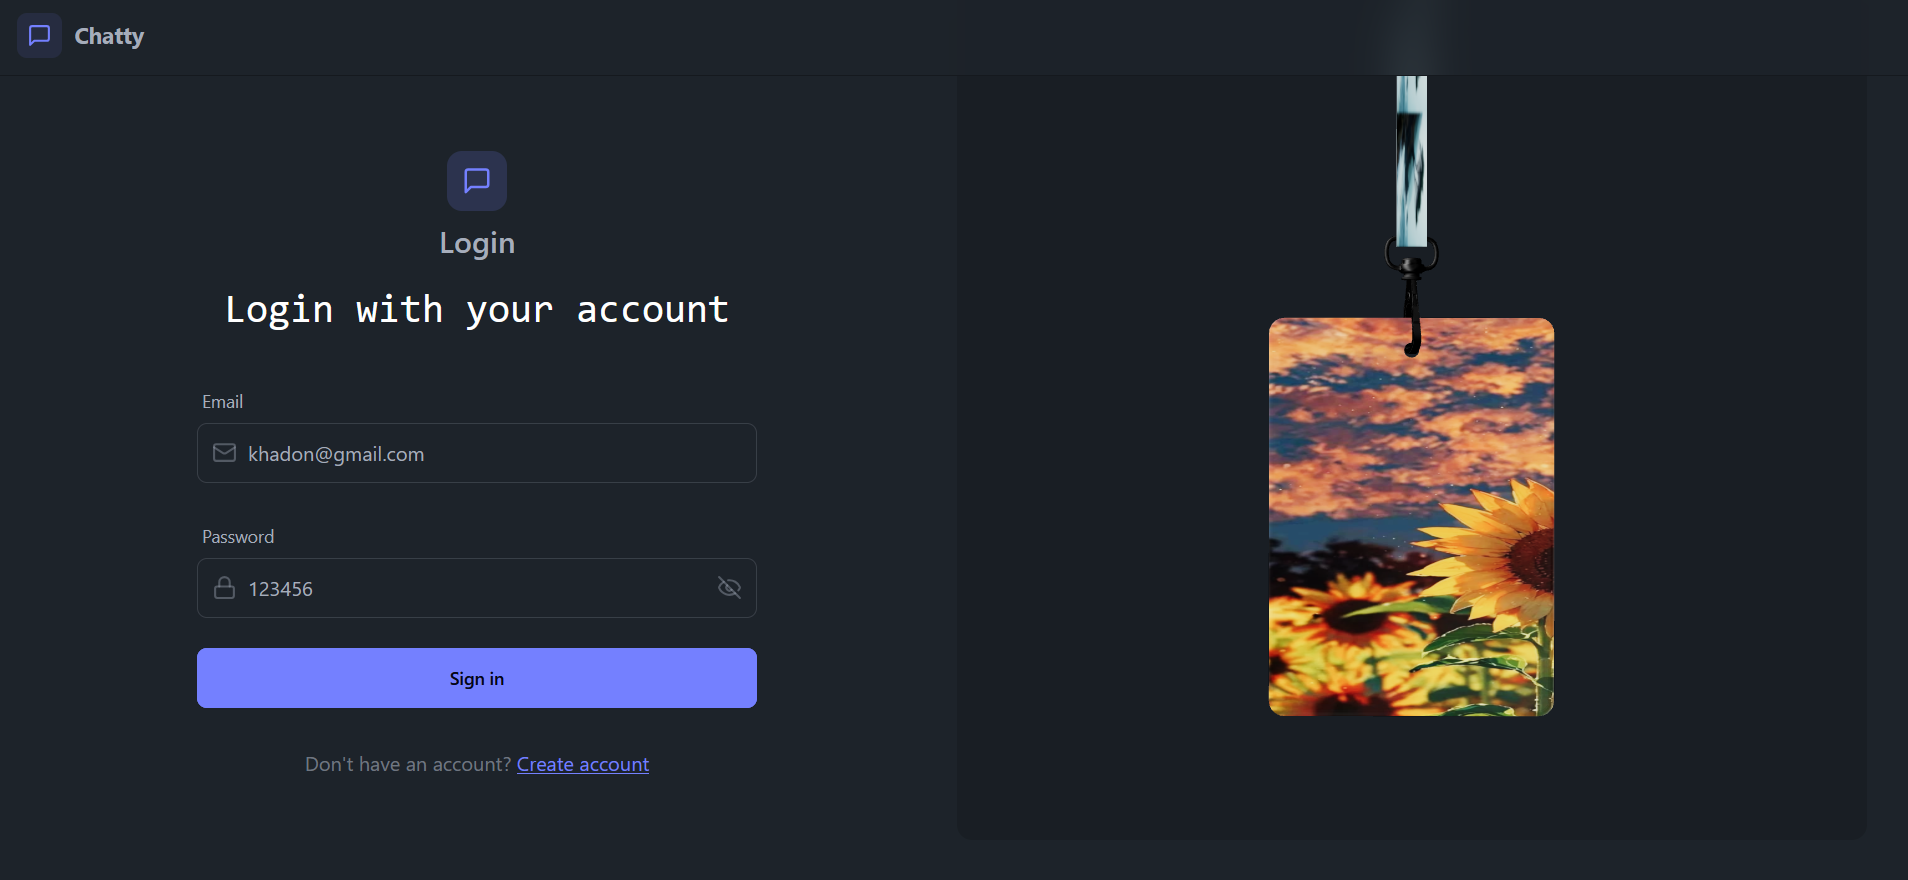 Chatty
Login
Login with your account
Email
khadon@gmail.com
Password
123456
Sign in
Don't have an account? Create account